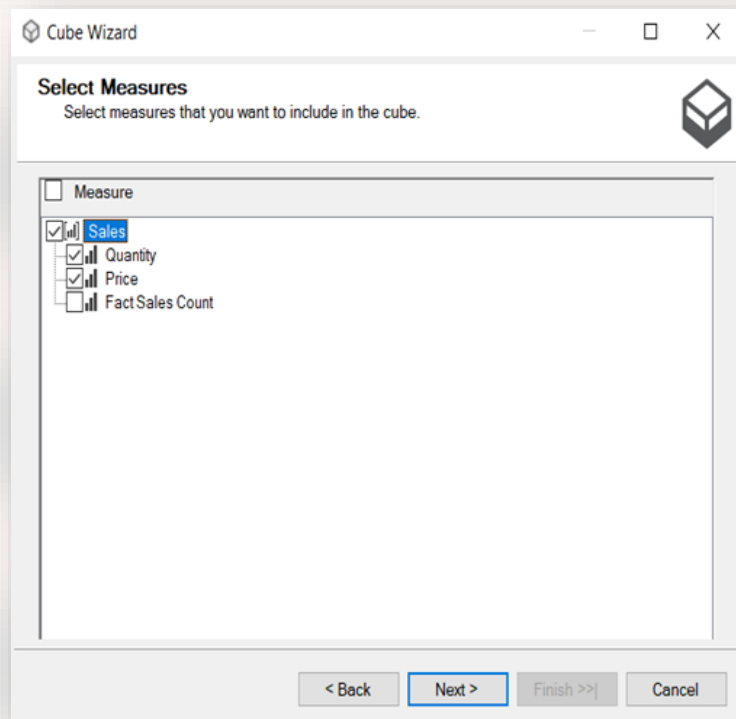 Cube Wizard
Select Measures
Select measures that you want to include in the cube.
Measure
Sales
Quantity
Price
Fact Sales Count
< Back Next > Finish >>| Cancel